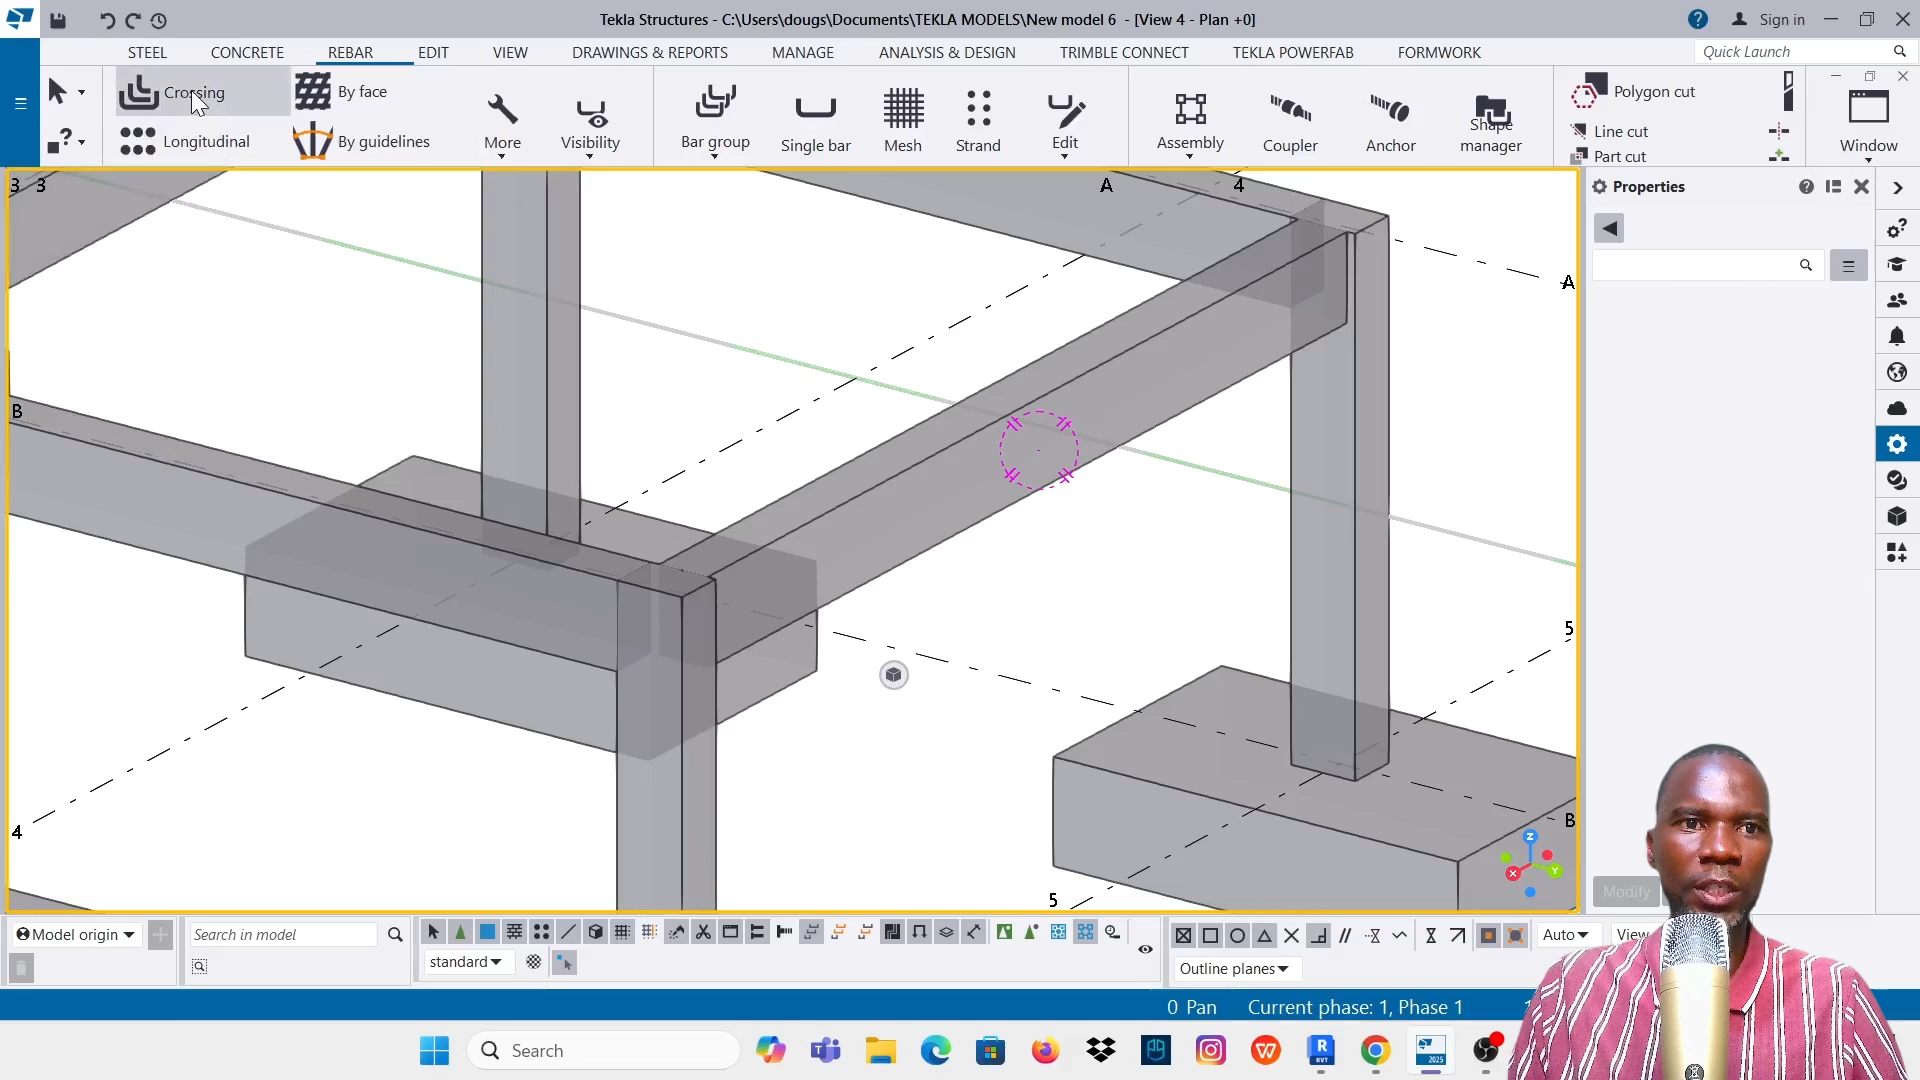 Tekla Structures - C:\Users\dougs\Documents\TEKLA MODELS\New model 6 - [View 4 - Plan +0]
Sign in
STEEL
CONCRETE
REBAR
EDIT
VIEW
DRAWINGS & REPORTS
MANAGE
ANALYSIS & DESIGN
TRIMBLE CONNECT
TEKLA POWERFAB
FORMWORK
Quick Launch
Crossing
Longitudinal
By face
By guidelines
More
Visibility
Bar group
Single bar
Mesh
Strand
Edit
Assembly
Coupler
Anchor
Shape
manager
Polygon cut
Line cut
Part cut
Window
3 3
A
4
A
B
5
4
5
B
Z
X
Y
Properties
Modify
Model origin
Search in model
standard
Auto
View
Outline planes
0 Pan
Current phase: 1, Phase 1
Search
R
RVT
2025